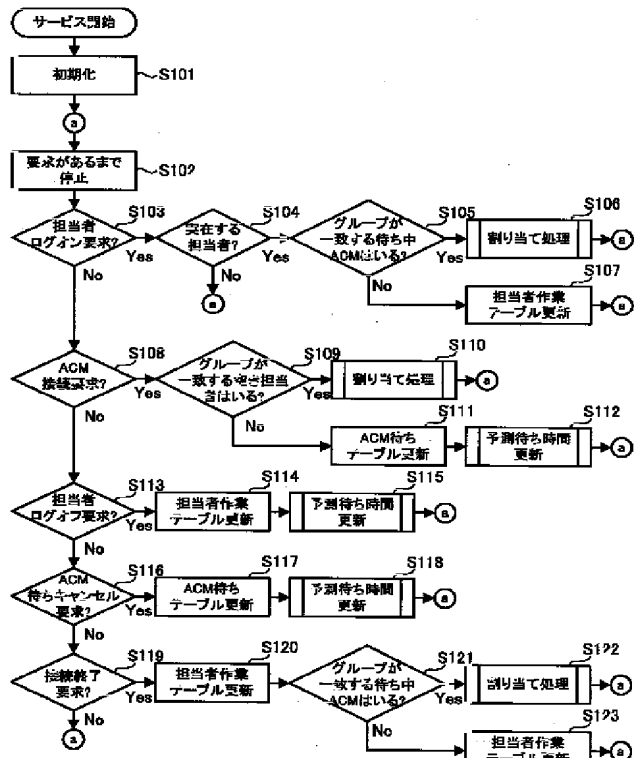 サービス開始
初期化
S101
a
要求があるまで
停止
S102
担当者
ログイン要求?
S103
Yes
No
実在する
担当者?
S104
Yes
No
a
グループが
一致する待ち中
ACMはいる?
S105
Yes
No
割り当て処理
S106
a
担当者作業
テーブル更新
S107
a
ACM
接続要求?
S108
Yes
No
グループが
一致する空き担当
者はいる?
S109
Yes
No
割り当て処理
S110
a
ACM待ち
テーブル更新
S111
予測待ち時間
更新
S112
a
担当者
ログオフ要求?
S113
Yes
No
担当者作業
テーブル更新
S114
予測待ち時間
更新
S115
a
ACM
待ちキャンセル
要求?
S116
Yes
No
ACM待ち
テーブル更新
S117
予測待ち時間
更新
S118
a
接続終了
要求?
S119
Yes
No
a
担当者作業
テーブル更新
S120
グループが
一致する待ち中
ACMはいる?
S121
Yes
No
割り当て処理
S122
a
担当者作業
テーブル更新
S123
a